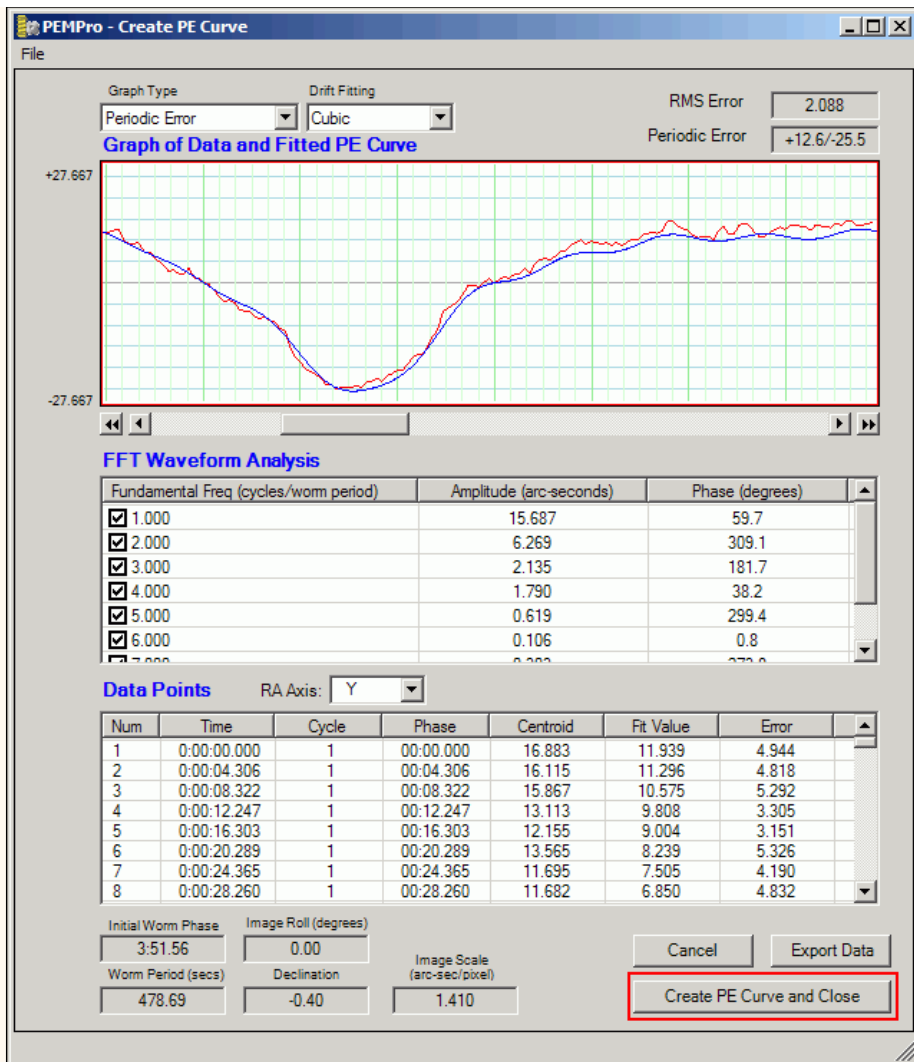 PEMPro - Create PE Curve
File
Graph Type
Drift Fitting
RMS Error
2.088
Periodic Error
Cubic
Periodic Error
+12.6/-25.5
Graph of Data and Fitted PE Curve
+27.667
-27.667
FFT Waveform Analysis
Fundamental Freq (cycles/worm period) Amplitude (arc-seconds) Phase (degrees)
1.000 15.687 59.7
2.000 6.269 309.1
3.000 2.135 181.7
4.000 1.790 38.2
5.000 0.619 299.4
6.000 0.106 0.8
Data Points RA Axis: Y
Num Time Cycle Phase Centroid Fit Value Error
1 0:00:00.000 1 00:00.000 16.883 11.939 4.944
2 0:00:04.306 1 00:04.306 16.115 11.296 4.818
3 0:00:08.322 1 00:08.322 15.867 10.575 5.292
4 0:00:12.247 1 00:12.247 13.113 9.808 3.305
5 0:00:16.303 1 00:16.303 12.155 9.004 3.151
6 0:00:20.289 1 00:20.289 13.565 8.239 5.326
7 0:00:24.365 1 00:24.365 11.695 7.505 4.190
8 0:00:28.260 1 00:28.260 11.682 6.850 4.832
Initial Worm Phase
3:51.56
Image Roll (degrees)
0.00
Worm Period (secs)
478.69
Declination
-0.40
Image Scale
(arc-sec/pixel)
1.410
Cancel
Export Data
Create PE Curve and Close